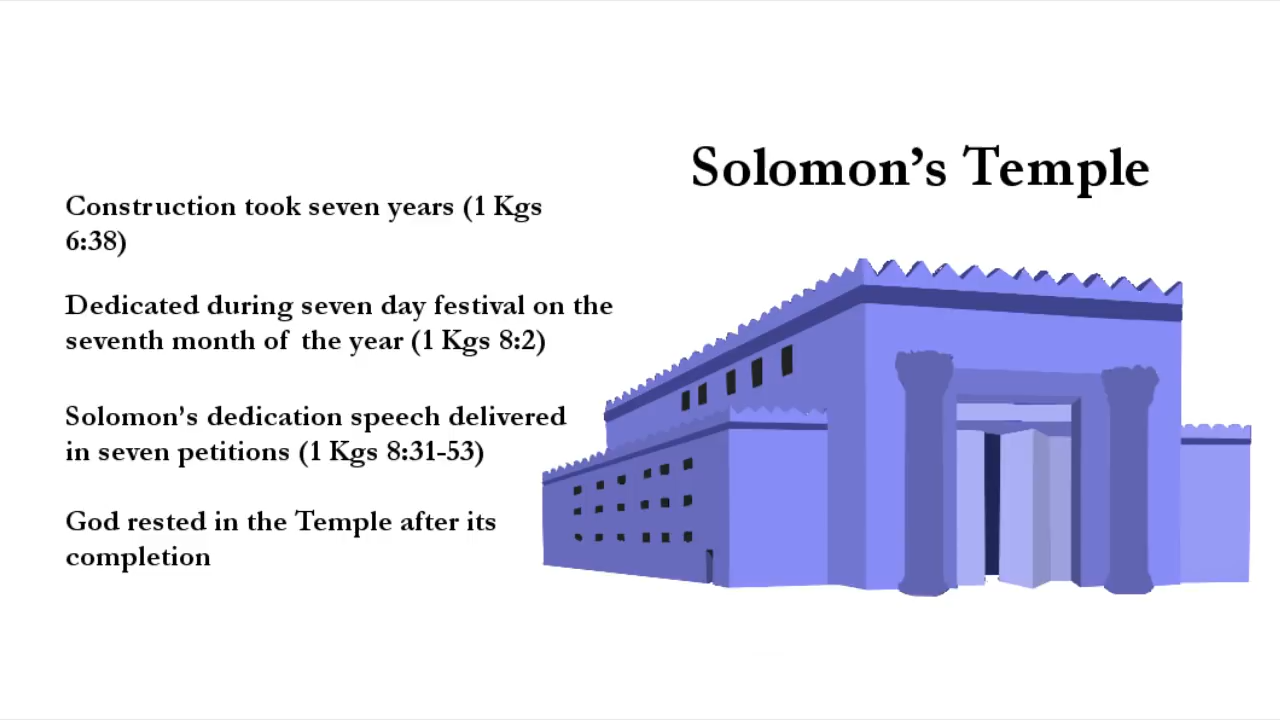 Solomon’s Temple
Construction took seven years (1 Kgs
6:38)
Dedicated during seven day festival on the
seventh month of the year (1 Kgs 8:2)
Solomon’s dedication speech delivered
in seven petitions (1 Kgs 8:31-53)
God rested in the Temple after its
completion